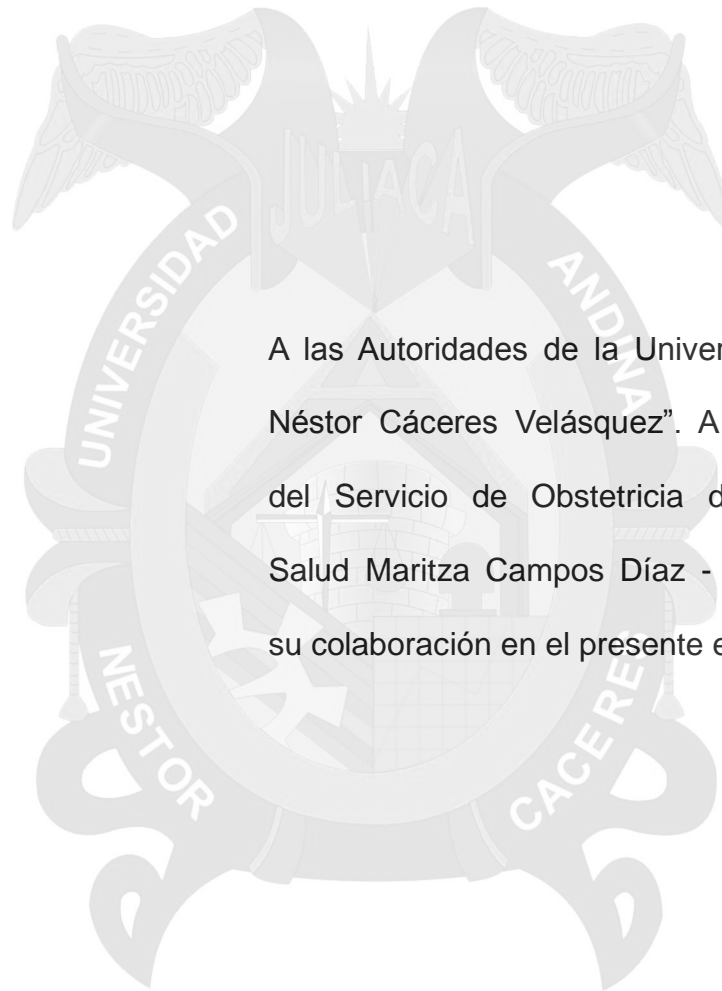 JULIACA
UNIVERSIDAD
ANDINA
A las Autoridades de la Univer
Néstor Cáceres Velásquez”. A
del Servicio de Obstetricia d
Salud Maritza Campos Díaz -
su colaboración en el presente e
NESTOR
CACERES